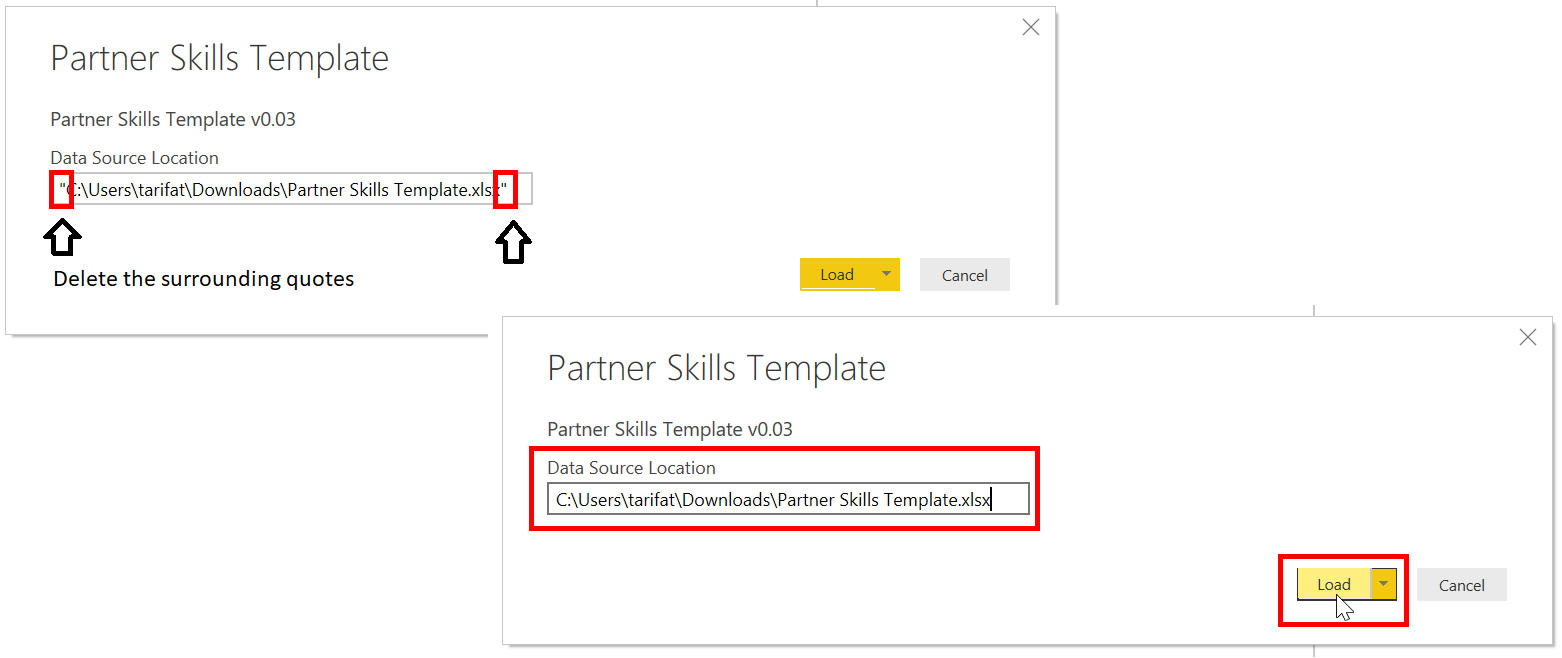 Partner Skills Template
Partner Skills Template v0.03
Data Source Location
"C:\Users\tarifat\Downloads\Partner Skills Template.xlsx"
Delete the surrounding quotes
Load
Cancel
Partner Skills Template
Partner Skills Template v0.03
Data Source Location
C:\Users\tarifat\Downloads\Partner Skills Template.xlsx
Load
Cancel